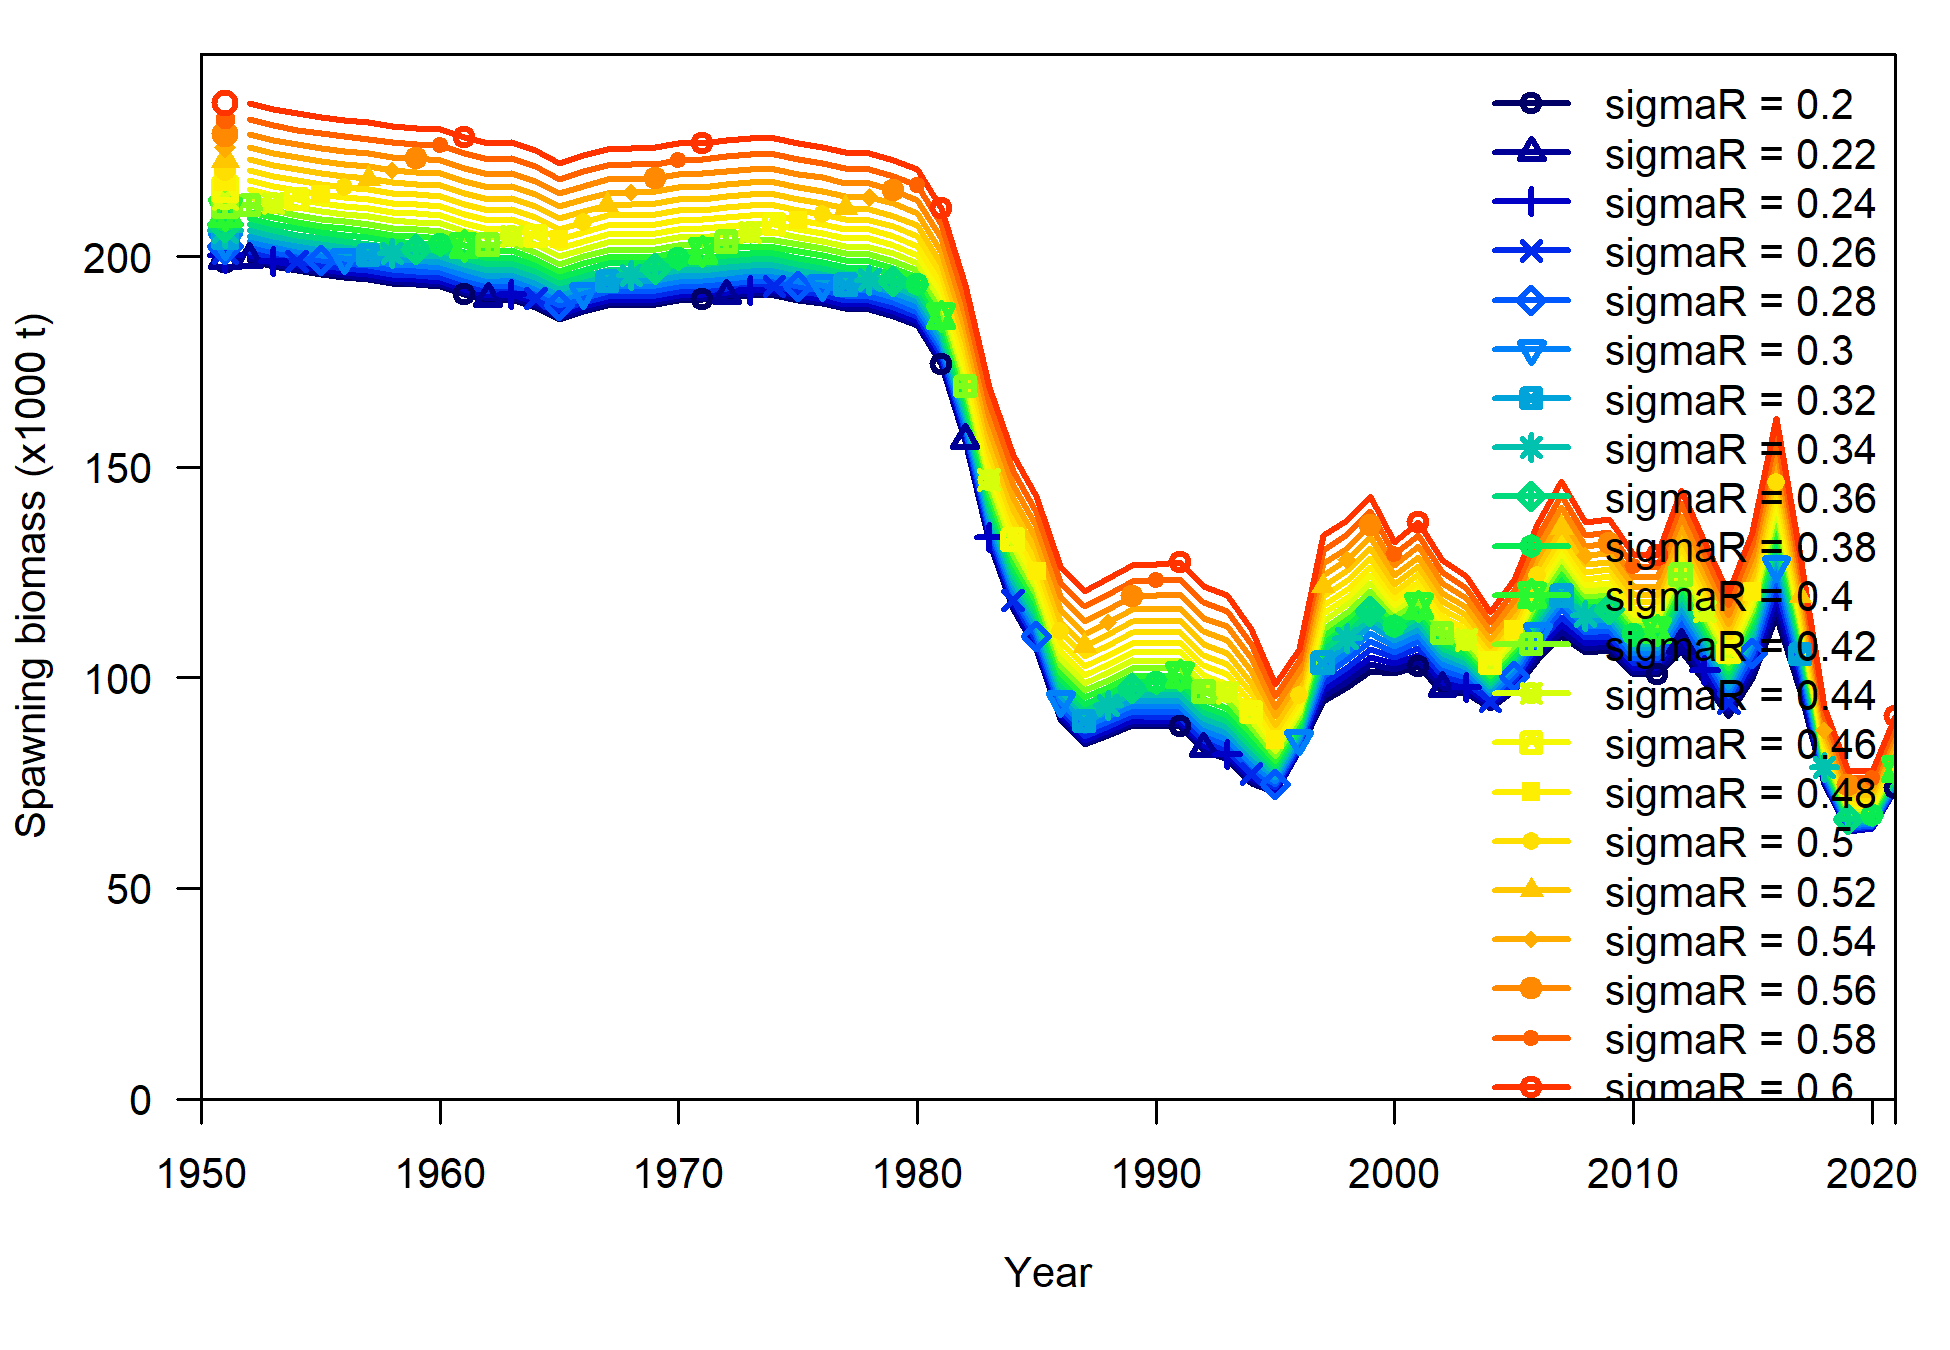 sigmaR = 0.2
sigmaR = 0.22
sigmaR = 0.24
sigmaR = 0.26
sigmaR = 0.28
sigmaR = 0.3
sigmaR = 0.32
sigmaR = 0.34
sigmaR = 0.36
sigmaR = 0.38
sigmaR = 0.4
sigmaR = 0.42
sigmaR = 0.44
sigmaR = 0.46
sigmaR = 0.48
sigmaR = 0.5
sigmaR = 0.52
sigmaR = 0.54
sigmaR = 0.56
sigmaR = 0.58
sigmaR = 0.6
Spawning biomass (x1000 t)
200
150
100
50
0
1950 1960 1970 1980 1990 2000 2010 2020
Year